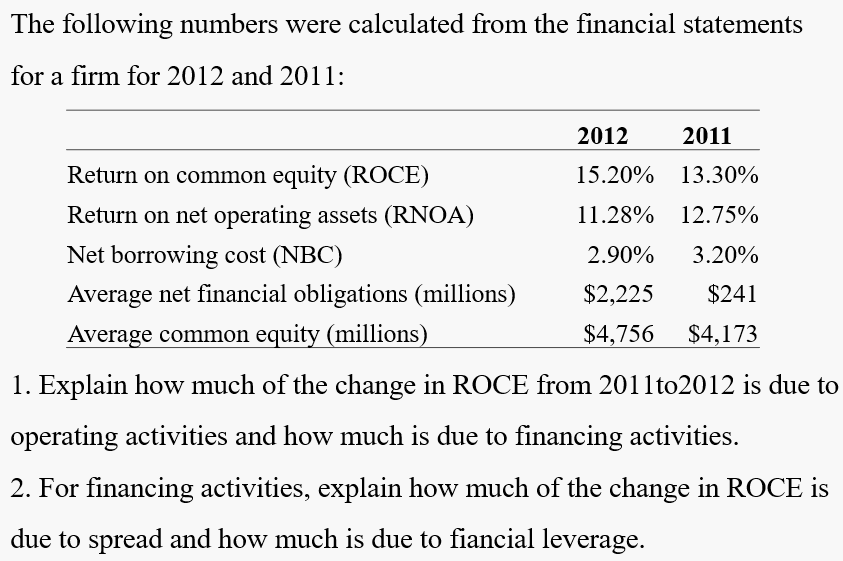 The following numbers were calculated from the financial statements
for a firm for 2012 and 2011:
2012 2011
Return on common equity (ROCE) 15.20% 13.30%
Return on net operating assets (RNOA) 11.28% 12.75%
Net borrowing cost (NBC) 2.90% 3.20%
Average net financial obligations (millions) $2,225 $241
Average common equity (millions) $4,756 $4,173
1. Explain how much of the change in ROCE from 2011to2012 is due to
operating activities and how much is due to financing activities.
2. For financing activities, explain how much of the change in ROCE is
due to spread and how much is due to fiancial leverage.